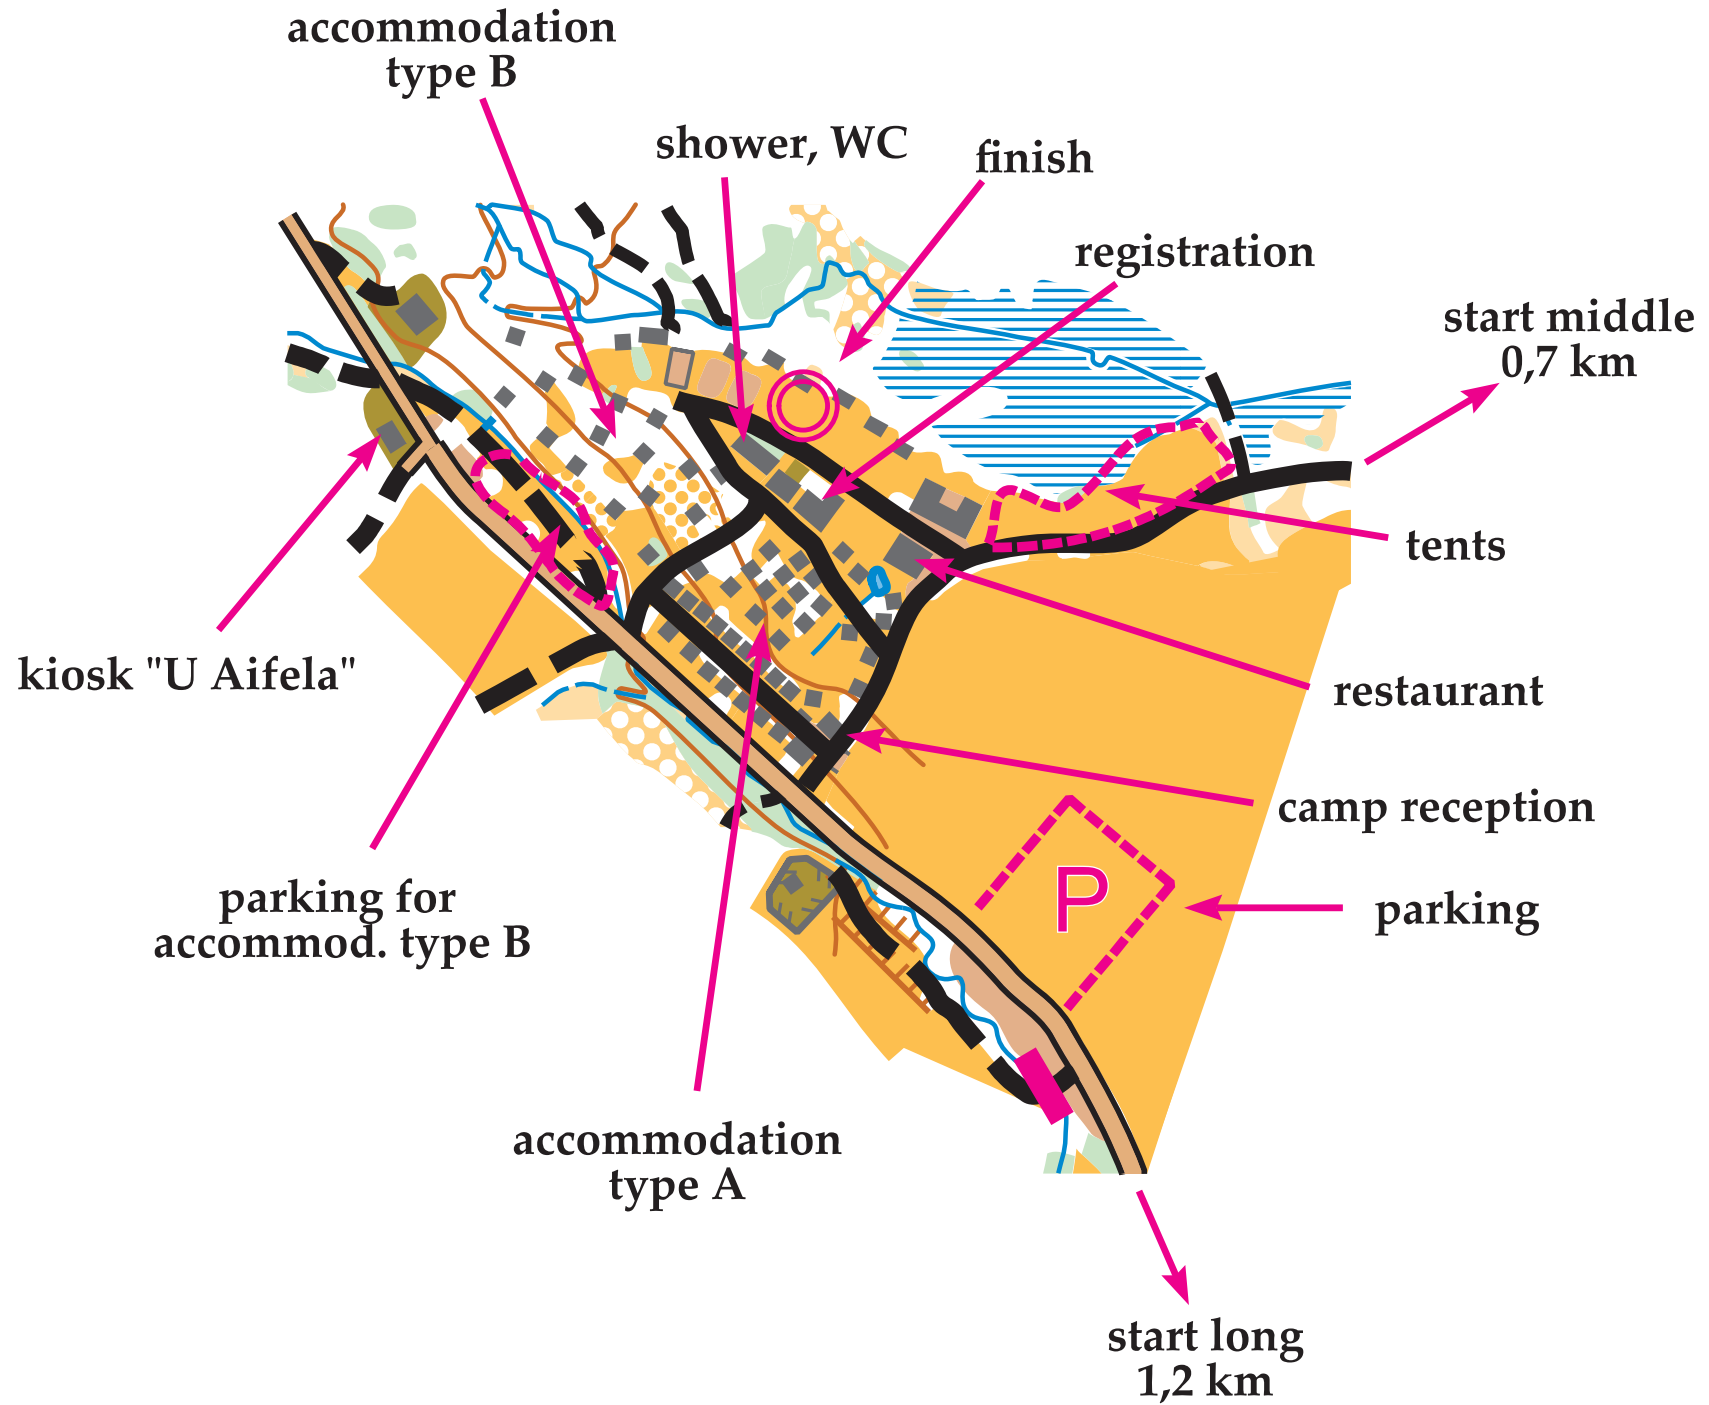 accommodation
type B
shower, WC
finish
registration
start middle
0,7 km
tents
kiosk "U Aifela"
restaurant
camp reception
P
parking
parking for
accommod. type B
accommodation
type A
start long
1,2 km